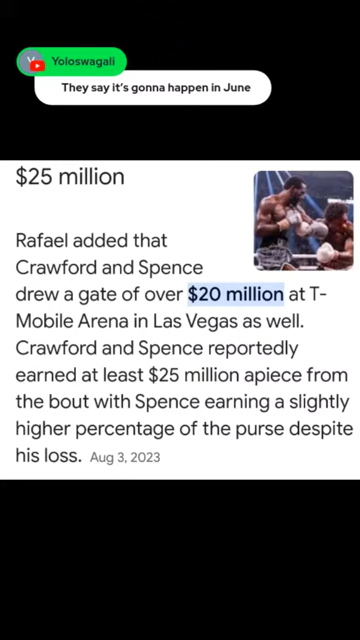 Yoloswagali
They say it's gonna happen in June
$25 million
Rafael added that
Crawford and Spence
drew a gate of over $20 million at T-
Mobile Arena in Las Vegas as well.
Crawford and Spence reportedly
earned at least $25 million apiece from
the bout with Spence earning a slightly
higher percentage of the purse despite
his loss. Aug 3, 2023